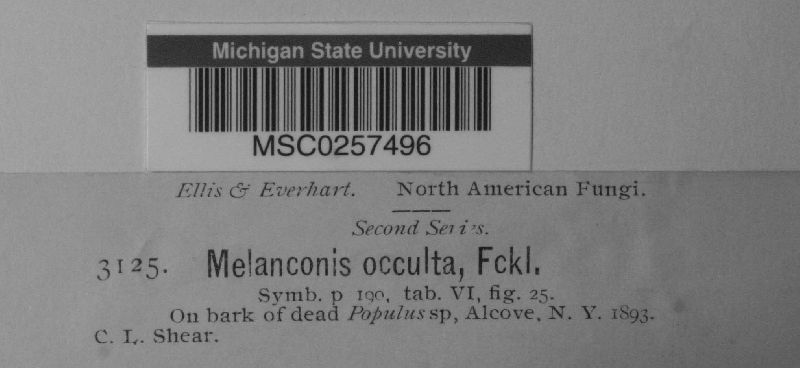 Michigan State University
MSC0257496
Ellis & Everhart. North American Fungi.
Second Series.
3125. Melanconis occulta, Fckl.
Symb. p 190, tab. VI, fig. 25.
On bark of dead Populus sp, Alcove, N. Y. 1893.
C. L. Shear.